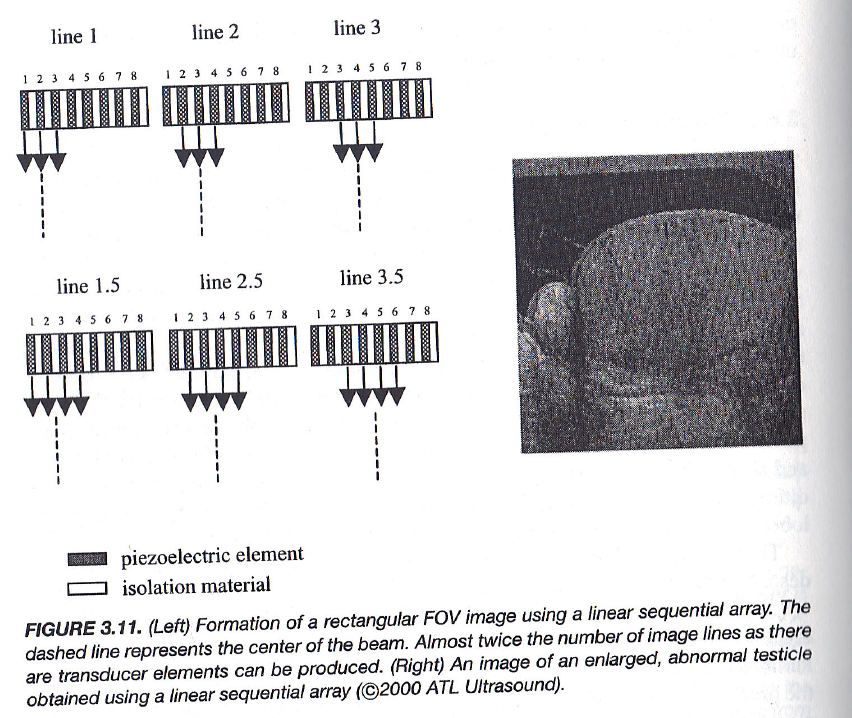 line 1 line 2 line 3
1 2 3 4 5 6 7 8 1 2 3 4 5 6 7 8 1 2 3 4 5 6 7 8
line 1.5 line 2.5 line 3.5
1 2 3 4 5 6 7 8 1 2 3 4 5 6 7 8 1 2 3 4 5 6 7 8
piezoelectric element
isolation material
FIGURE 3.11. (Left) Formation of a rectangular FOV image using a linear sequential array. The
dashed line represents the center of the beam. Almost twice the number of image lines as there
are transducer elements can be produced. (Right) An image of an enlarged, abnormal testicle
obtained using a linear sequential array (©2000 ATL Ultrasound).